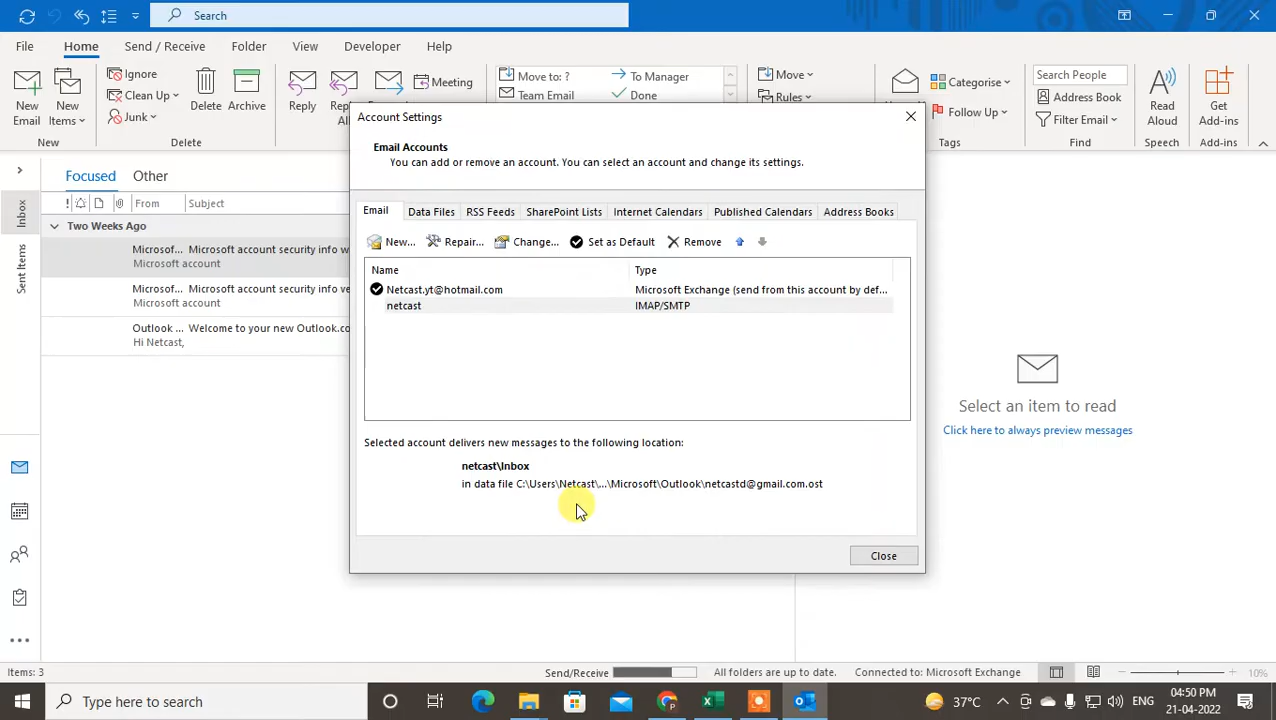 Search
File Home Send / Receive Folder View Developer Help
New Email
New Items
Ignore
Clean Up
Junk
Delete
Archive
Reply
Meeting
Move to: ?
Team Email
To Manager
Done
Move
Rules
Categorise
Follow Up
Search People
Address Book
Filter Email
Read Aloud
Get Add-ins
New
Delete
Tags
Find
Speech
Add-ins
Focused Other
From Subject
Two Weeks Ago
Microsof... Microsoft account security info w
Microsoft account
Microsof... Microsoft account security info ve
Microsoft account
Outlook ... Welcome to your new Outlook.co
Hi Netcast,
Inbox
Sent Items
Account Settings
Email Accounts
You can add or remove an account. You can select an account and change its settings.
Email Data Files RSS Feeds SharePoint Lists Internet Calendars Published Calendars Address Books
New... Repair... Change... Set as Default Remove
Name Type
Netcast.yt@hotmail.com Microsoft Exchange (send from this account by def...
netcast IMAP/SMTP
Selected account delivers new messages to the following location:
netcast\Inbox
in data file C:\Users\Netcast\...\Microsoft\Outlook\netcastd@gmail.com.ost
Close
Select an item to read
Click here to always preview messages
Items: 3 Send/Receive All folders are up to date. Connected to: Microsoft Exchange 10%
Type here to search 37°C ENG 04:50 PM
21-04-2022